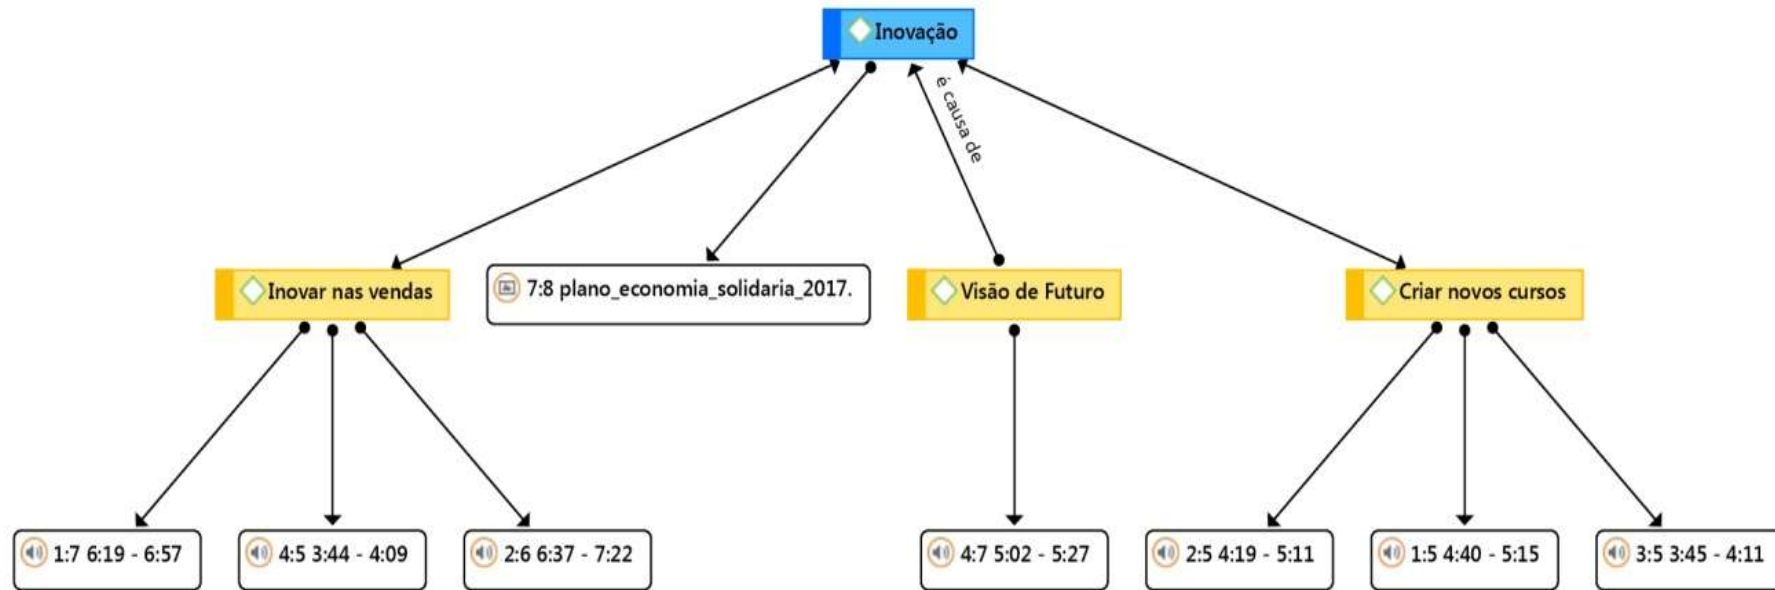 Inovação
é causa de
Inovar nas vendas
7:8 plano_economia_solidaria_2017.
Visão de Futuro
Criar novos cursos
1:7 6:19 - 6:57
4:5 3:44 - 4:09
2:6 6:37 - 7:22
4:7 5:02 - 5:27
2:5 4:19 - 5:11
1:5 4:40 - 5:15
3:5 3:45 - 4:11